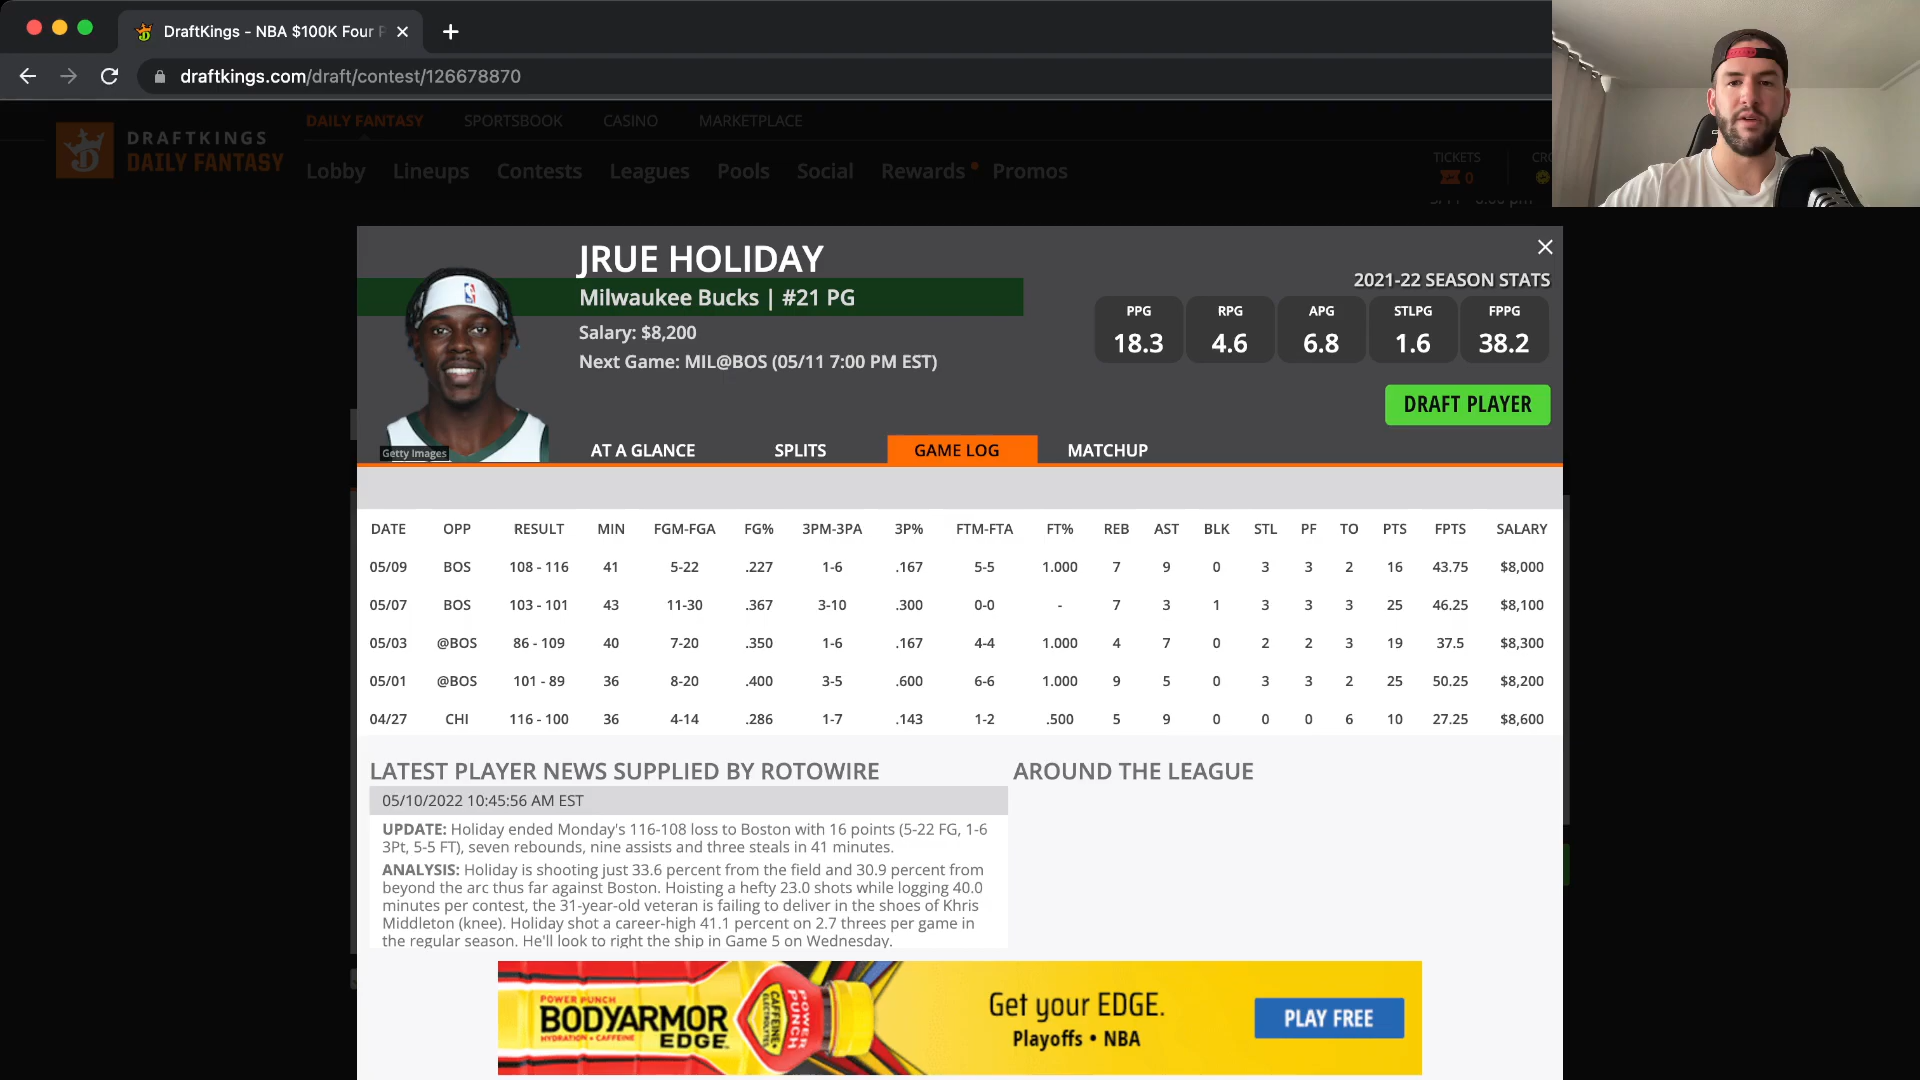 DraftKings - NBA $100K Four
draftkings.com/draft/contest/126678870
DAILY FANTASY SPORTSBOOK CASINO MARKETPLACE
DRAFTKINGS
DAILY FANTASY
Lobby Lineups Contests Leagues Pools Social Rewards Promos
TICKETS
0
JRUE HOLIDAY
Milwaukee Bucks | #21 PG
Salary: $8,200
Next Game: MIL@BOS (05/11 7:00 PM EST)
2021-22 SEASON STATS
PPG RPG APG STLPG FPPG
18.3 4.6 6.8 1.6 38.2
DRAFT PLAYER
Getty Images
AT A GLANCE SPLITS GAME LOG MATCHUP
DATE OPP RESULT MIN FGM-FGA FG% 3PM-3PA 3P% FTM-FTA FT% REB AST BLK STL PF TO PTS FPTS SALARY
05/09 BOS 108 - 116 41 5-22 .227 1-6 .167 5-5 1.000 7 9 0 3 3 2 16 43.75 $8,000
05/07 BOS 103 - 101 43 11-30 .367 3-10 .300 0-0 - 7 3 1 3 3 3 25 46.25 $8,100
05/03 @BOS 86 - 109 40 7-20 .350 1-6 .167 4-4 1.000 4 7 0 2 2 3 19 37.5 $8,300
05/01 @BOS 101 - 89 36 8-20 .400 3-5 .600 6-6 1.000 9 5 0 3 3 2 25 50.25 $8,200
04/27 CHI 116 - 100 36 4-14 .286 1-7 .143 1-2 .500 5 9 0 0 0 6 10 27.25 $8,600
LATEST PLAYER NEWS SUPPLIED BY ROTOWIRE
AROUND THE LEAGUE
05/10/2022 10:45:56 AM EST
UPDATE: Holiday ended Monday's 116-108 loss to Boston with 16 points (5-22 FG, 1-6
3Pt, 5-5 FT), seven rebounds, nine assists and three steals in 41 minutes.
ANALYSIS: Holiday is shooting just 33.6 percent from the field and 30.9 percent from
beyond the arc thus far against Boston. Hoisting a hefty 23.0 shots while logging 40.0
minutes per contest, the 31-year-old veteran is failing to deliver in the shoes of Khris
Middleton (knee). Holiday shot a career-high 41.1 percent on 2.7 threes per game in
the regular season. He'll look to right the ship in Game 5 on Wednesday.
POWER PUNCH
BODYARMOR
EDGE
HYDRATION + CAFFEINE
CAFFEINE+
ELECTROLYTES
POWER
PUNCH
Get your EDGE.
Playoffs • NBA
PLAY FREE